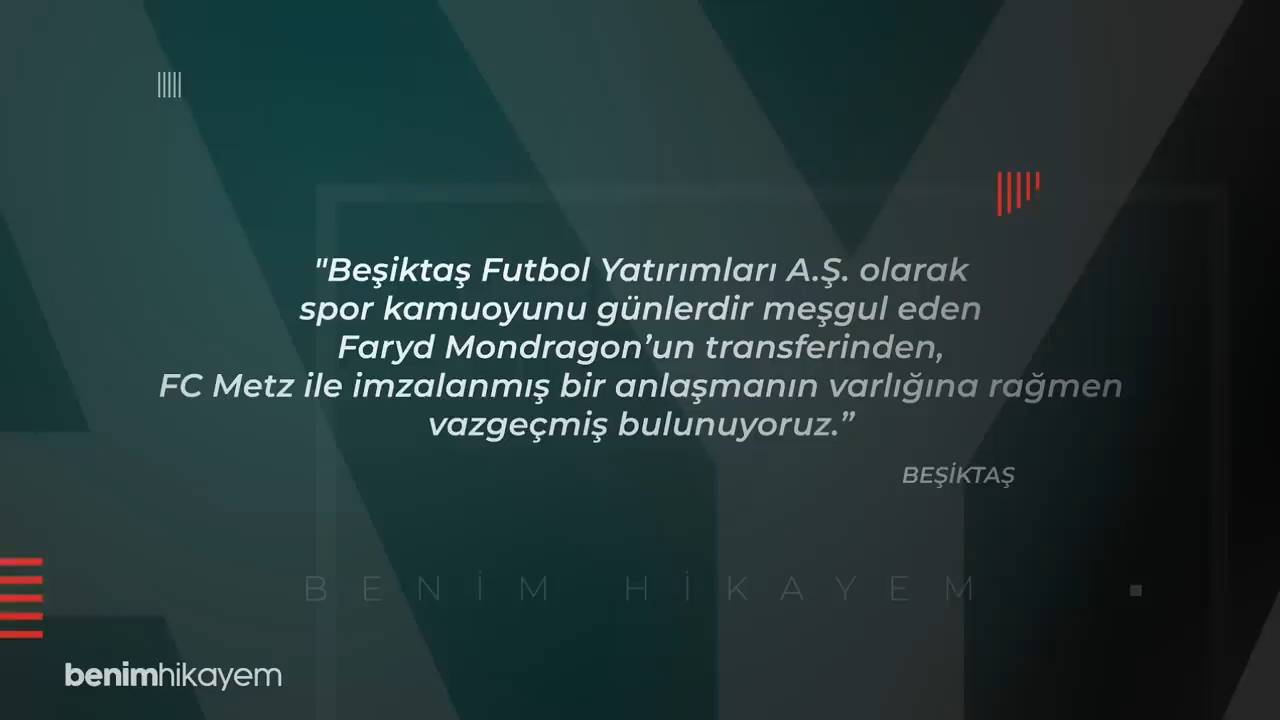 "Beşiktaş Futbol Yatırımları A.Ş. olarak
spor kamuoyunu günlerdir meşgul eden
Faryd Mondragon’un transferinden,
FC Metz ile imzalanmış bir anlaşmanın varlığına rağmen
vazgeçmiş bulunuyoruz.”
BEŞİKTAŞ
BENİM HİKAYEM
benimhikayem